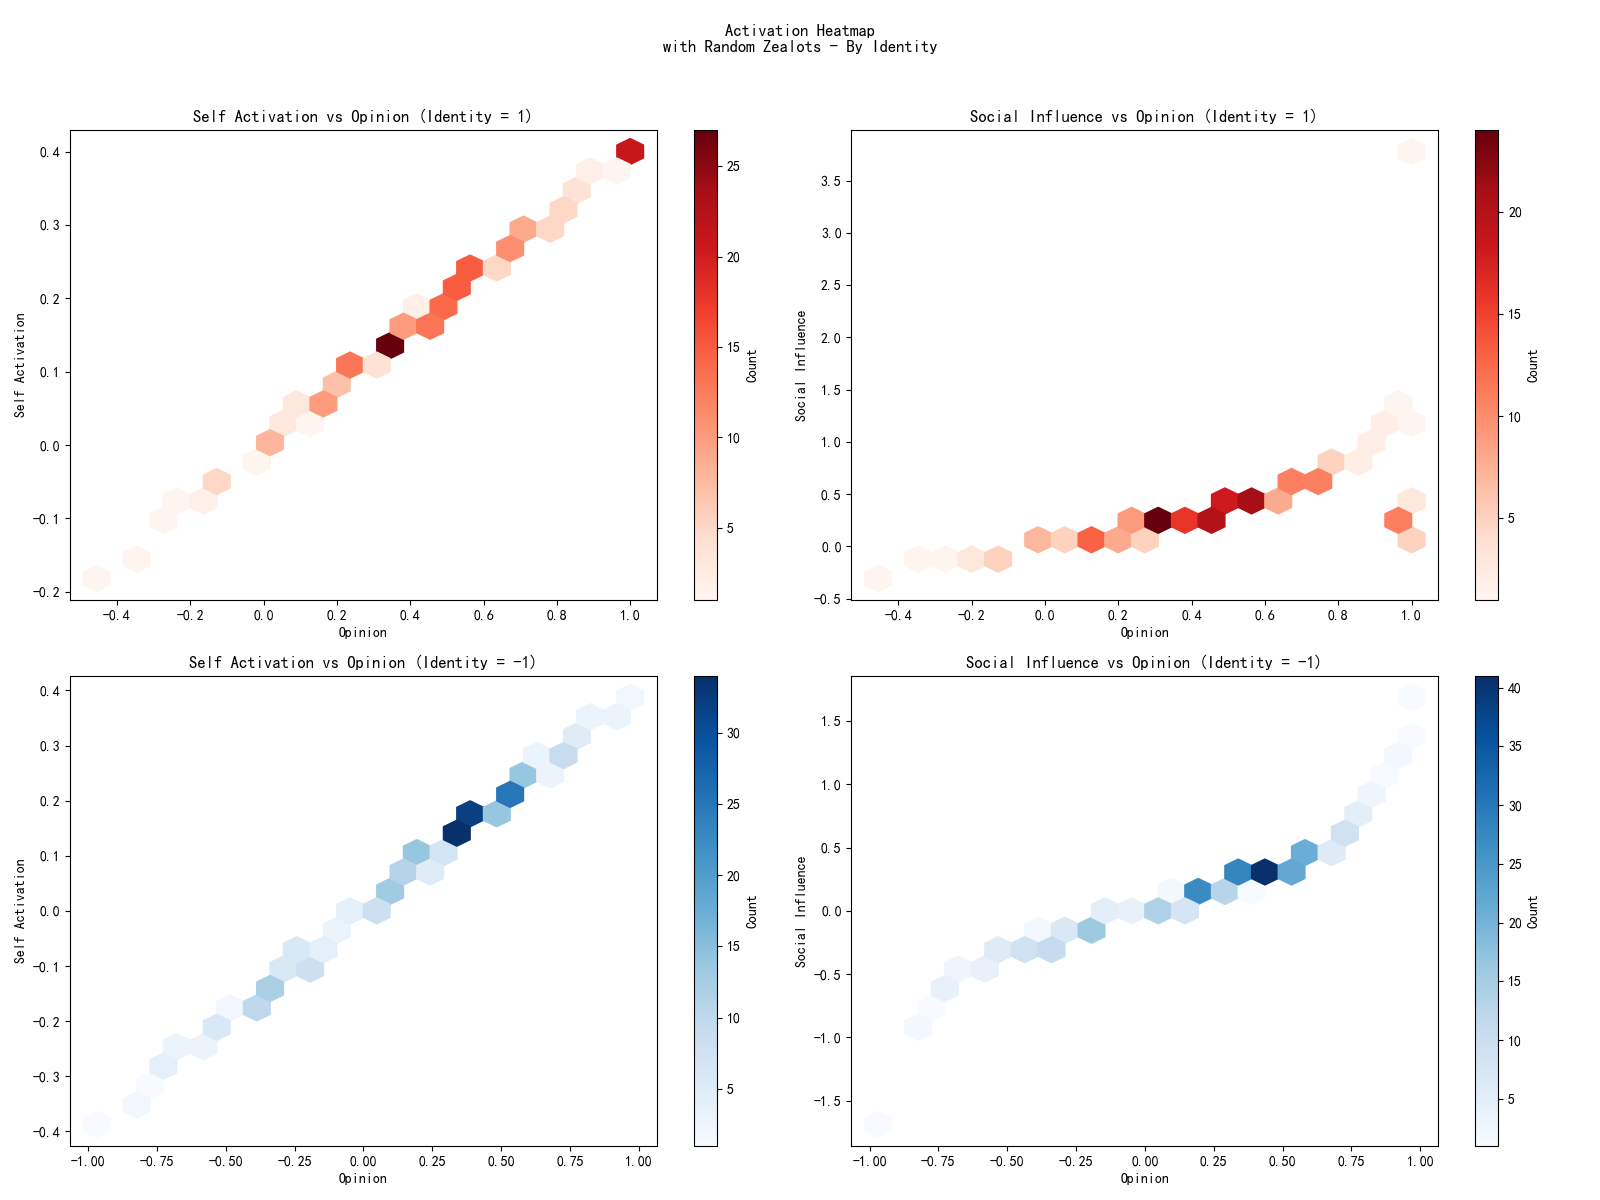 Activation Heatmap
with Random Zealots - By Identity
Self Activation vs Opinion (Identity = 1)
0.4
0.3
0.2
0.1
0.0
−0.1
−0.2
Self Activation
−0.4 −0.2 0.0 0.2 0.4 0.6 0.8 1.0
Opinion
25
20
15
10
5
Count
Social Influence vs Opinion (Identity = 1)
3.5
3.0
2.5
2.0
1.5
1.0
0.5
0.0
−0.5
Social Influence
−0.4 −0.2 0.0 0.2 0.4 0.6 0.8 1.0
Opinion
20
15
10
5
Count
Self Activation vs Opinion (Identity = −1)
0.4
0.3
0.2
0.1
0.0
−0.1
−0.2
−0.3
−0.4
Self Activation
−1.00 −0.75 −0.50 −0.25 0.00 0.25 0.50 0.75 1.00
Opinion
30
25
20
15
10
5
Count
Social Influence vs Opinion (Identity = −1)
1.5
1.0
0.5
0.0
−0.5
−1.0
−1.5
Social Influence
−1.00 −0.75 −0.50 −0.25 0.00 0.25 0.50 0.75 1.00
Opinion
40
35
30
25
20
15
10
5
Count